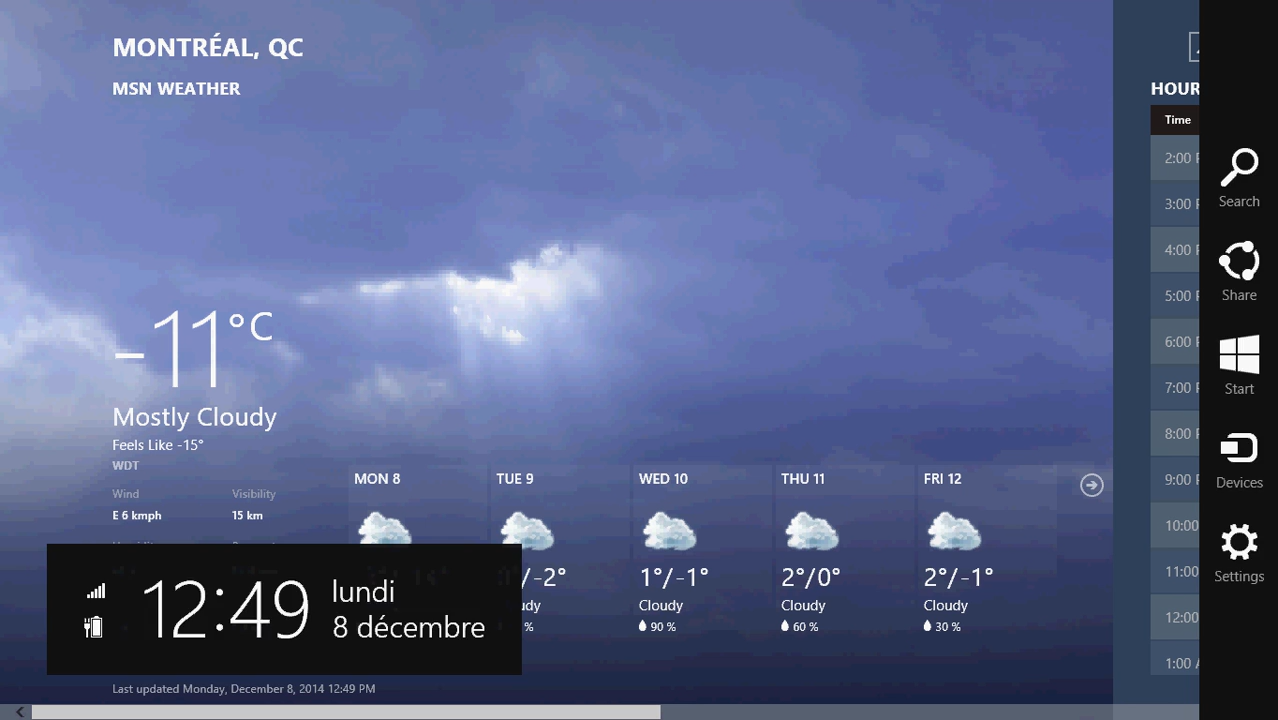 MONTRÉAL, QC
MSN WEATHER
-11°C
Mostly Cloudy
Feels Like -15°
WDT
Wind
Visibility
E 6 kmph
15 km
MON 8
TUE 9
/-2°
WED 10
1°/-1°
Cloudy
90 %
THU 11
2°/0°
Cloudy
60 %
FRI 12
2°/-1°
Cloudy
30 %
12:49
lundi
8 décembre
Last updated Monday, December 8, 2014 12:49 PM
HOUR
Time
2:00
3:00
4:00
5:00
6:00
7:00
8:00
9:00
10:00
11:00
12:00
1:00
Search
Share
Start
Devices
Settings